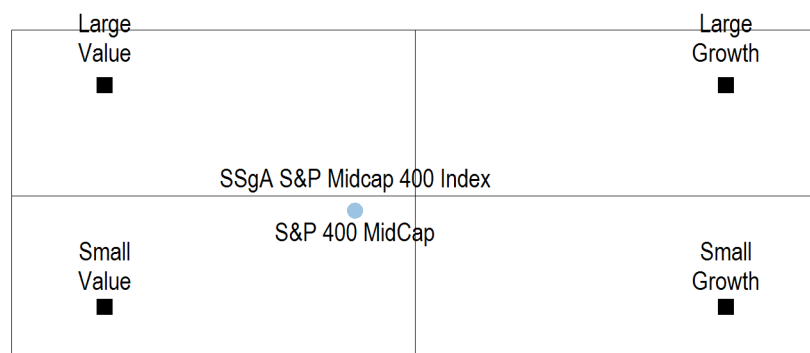 Large
Value
Large
Growth
SSgA S&P Midcap 400 Index
S&P 400 MidCap
Small
Value
Small
Growth